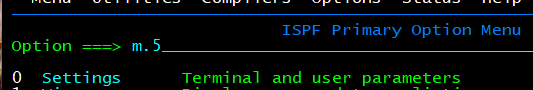 Menu Utilities Compilers Options Status Help
ISPF Primary Option Menu
Option ===> m.5
0 Settings Terminal and user parameters